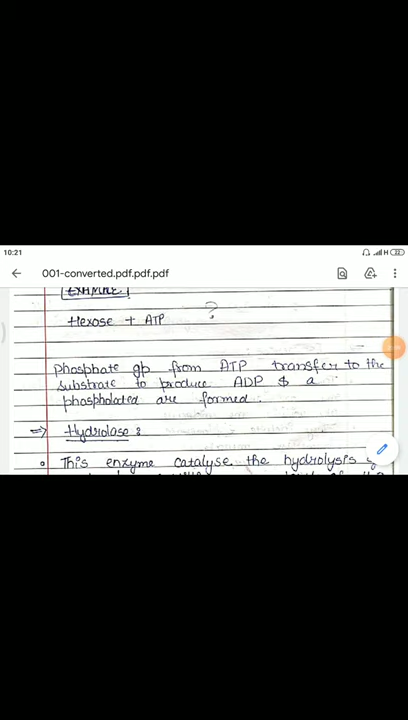 10:21
001-converted.pdf.pdf.pdf
EXAMPLE
Hexose + ATP ?
Phosphate gp from ATP transfer to the
substrate to produce ADP & a
phospholated are formed.
⇒ Hydrolase :
This enzyme catalyse the hydrolysis